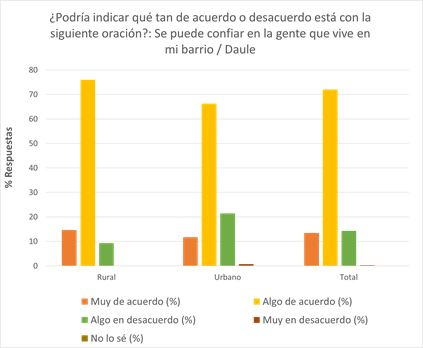 ¿Podría indicar qué tan de acuerdo o desacuerdo está con la
siguiente oración?: Se puede confiar en la gente que vive en
mi barrio / Daule
% Respuestas
80
70
60
50
40
30
20
10
0
Rural Urbano Total
Muy de acuerdo (%) Algo de acuerdo (%)
Algo en desacuerdo (%) Muy en desacuerdo (%)
No lo sé (%)